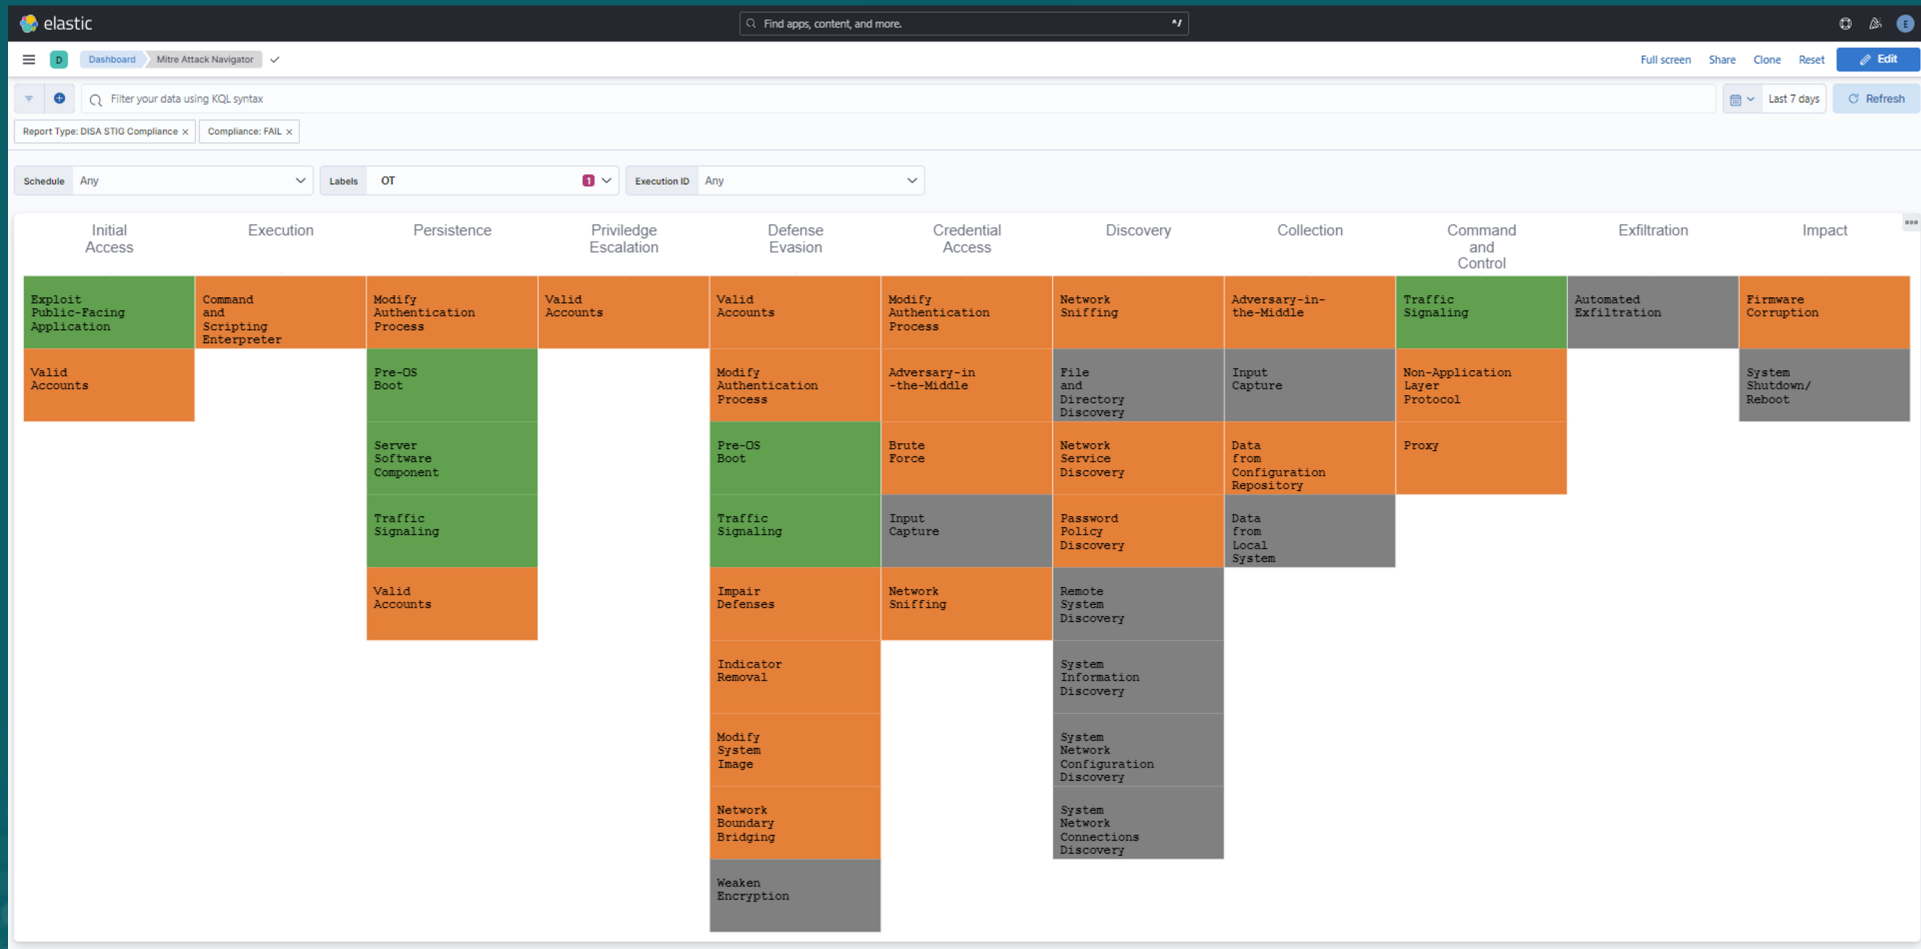 elastic
Find apps, content, and more.
^/
E
D
Dashboard
Mitre Attack Navigator
Full screen
Share
Clone
Reset
Edit
Filter your data using KQL syntax
Last 7 days
Refresh
Report Type: DISA STIG Compliance ×
Compliance: FAIL ×
Schedule
Any
Labels
OT
1
Execution ID
Any
Initial
Access
Execution
Persistence
Priviledge
Escalation
Defense
Evasion
Credential
Access
Discovery
Collection
Command
and
Control
Exfiltration
Impact
Exploit
Public-Facing
Application
Valid
Accounts
Command
and
Scripting
Enterpreter
Modify
Authentication
Process
Pre-OS
Boot
Server
Software
Component
Traffic
Signaling
Valid
Accounts
Valid
Accounts
Valid
Accounts
Modify
Authentication
Process
Pre-OS
Boot
Traffic
Signaling
Impair
Defenses
Indicator
Removal
Modify
System
Image
Network
Boundary
Bridging
Weaken
Encryption
Modify
Authentication
Process
Adversary-in
-the-Middle
Brute
Force
Input
Capture
Network
Sniffing
Network
Sniffing
File
and
Directory
Discovery
Network
Service
Discovery
Password
Policy
Discovery
Remote
System
Discovery
System
Information
Discovery
System
Network
Configuration
Discovery
System
Network
Connections
Discovery
Adversary-in-
the-Middle
Input
Capture
Data
from
Configuration
Repository
Data
from
Local
System
Traffic
Signaling
Non-Application
Layer
Protocol
Proxy
Automated
Exfiltration
Firmware
Corruption
System
Shutdown/
Reboot